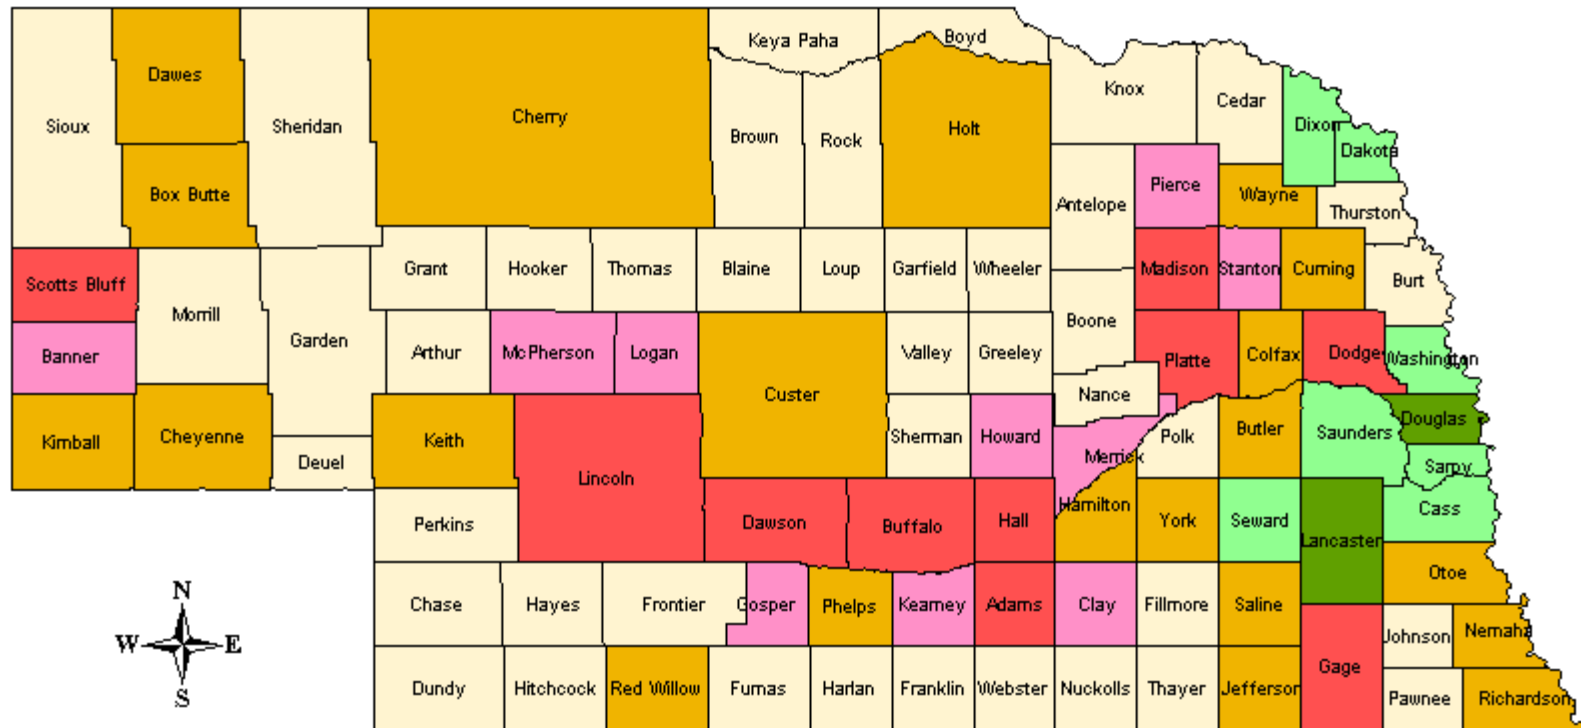 Keya Paha
Boyd
Dawes
Knox
Cedar
Sioux
Sheridan
Cherry
Brown
Rock
Holt
Dixon
Dakota
Box Butte
Antelope
Pierce
Wayne
Thurston
Scotts Bluff
Morrill
Garden
Grant
Hooker
Thomas
Blaine
Loup
Garfield
Wheeler
Madison
Stanton
Cuming
Burt
Banner
Arthur
McPherson
Logan
Custer
Valley
Greeley
Boone
Platte
Colfax
Dodge
Washington
Nance
Kimball
Cheyenne
Deuel
Keith
Lincoln
Sherman
Howard
Merrick
Polk
Butler
Saunders
Douglas
Sarpy
Perkins
Dawson
Buffalo
Hall
Hamilton
York
Seward
Lancaster
Cass
Otoe
Chase
Hayes
Frontier
Gosper
Phelps
Kearney
Adams
Clay
Fillmore
Saline
Gage
Johnson
Nemaha
Dundy
Hitchcock
Red Willow
Furnas
Harlan
Franklin
Webster
Nuckolls
Thayer
Jefferson
Pawnee
Richardson
N
W
E
S